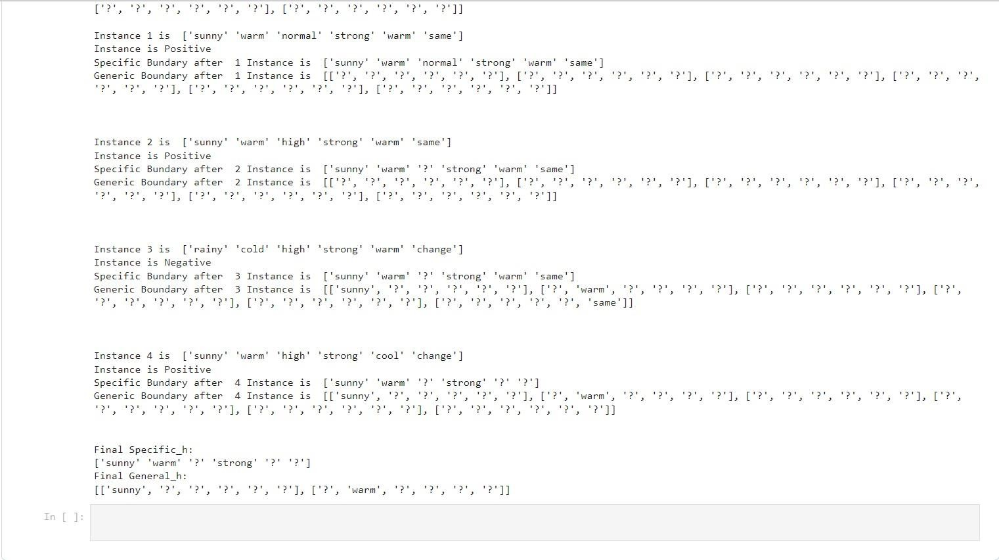 ['?', '?', '?', '?', '?', '?'], ['?', '?', '?', '?', '?', '?']]
Instance 1 is  ['sunny' 'warm' 'normal' 'strong' 'warm' 'same']
Instance is Positive
Specific Bundary after  1 Instance is  ['sunny' 'warm' 'normal' 'strong' 'warm' 'same']
Generic Boundary after  1 Instance is  [['?', '?', '?', '?', '?', '?'], ['?', '?', '?', '?', '?', '?'], ['?', '?', '?', '?', '?', '?'], ['?', '?', '?',
'?', '?', '?'], ['?', '?', '?', '?', '?', '?'], ['?', '?', '?', '?', '?', '?']]
Instance 2 is  ['sunny' 'warm' 'high' 'strong' 'warm' 'same']
Instance is Positive
Specific Bundary after  2 Instance is  ['sunny' 'warm' '?' 'strong' 'warm' 'same']
Generic Boundary after  2 Instance is  [['?', '?', '?', '?', '?', '?'], ['?', '?', '?', '?', '?', '?'], ['?', '?', '?', '?', '?', '?'], ['?', '?', '?',
'?', '?', '?'], ['?', '?', '?', '?', '?', '?'], ['?', '?', '?', '?', '?', '?']]
Instance 3 is  ['rainy' 'cold' 'high' 'strong' 'warm' 'change']
Instance is Negative
Specific Bundary after  3 Instance is  ['sunny' 'warm' '?' 'strong' 'warm' 'same']
Generic Boundary after  3 Instance is  [['sunny', '?', '?', '?', '?', '?'], ['?', 'warm', '?', '?', '?', '?'], ['?', '?', '?', '?', '?', '?'], ['?',
'?', '?', '?', '?', '?'], ['?', '?', '?', '?', '?', '?'], ['?', '?', '?', '?', '?', 'same']]
Instance 4 is  ['sunny' 'warm' 'high' 'strong' 'cool' 'change']
Instance is Positive
Specific Bundary after  4 Instance is  ['sunny' 'warm' '?' 'strong' '?' '?']
Generic Boundary after  4 Instance is  [['sunny', '?', '?', '?', '?', '?'], ['?', 'warm', '?', '?', '?', '?'], ['?', '?', '?', '?', '?', '?'], ['?',
'?', '?', '?', '?', '?'], ['?', '?', '?', '?', '?', '?'], ['?', '?', '?', '?', '?', '?']]
Final Specific_h:
['sunny' 'warm' '?' 'strong' '?' '?']
Final General_h:
[['sunny', '?', '?', '?', '?', '?'], ['?', 'warm', '?', '?', '?', '?']]
In [ ]: